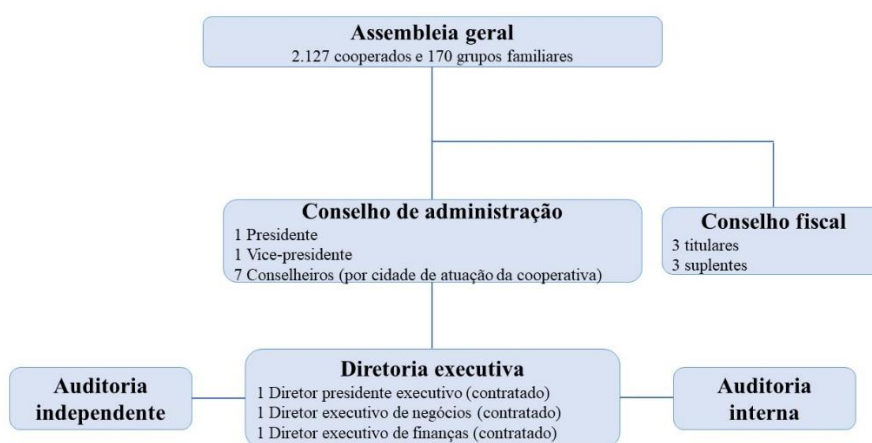 Assembleia geral
2.127 cooperados e 170 grupos familiares
Conselho de administração
1 Presidente
1 Vice-presidente
7 Conselheiros (por cidade de atuação da cooperativa)
Conselho fiscal
3 titulares
3 suplentes
Auditoria
independente
Diretoria executiva
1 Diretor presidente executivo (contratado)
1 Diretor executivo de negócios (contratado)
1 Diretor executivo de finanças (contratado)
Auditoria
interna